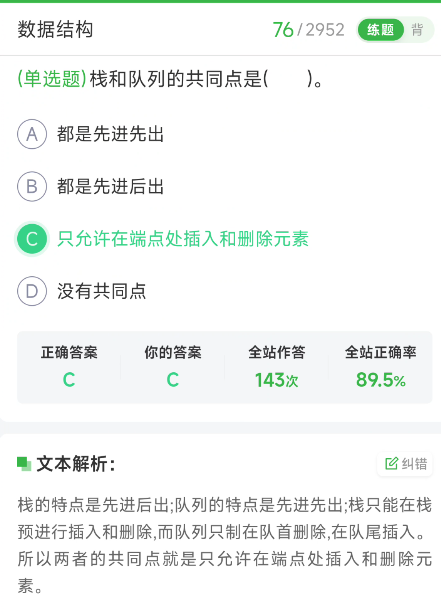 数据结构 76/2952 练题 背
(单选题)栈和队列的共同点是( )。
A 都是先进先出
B 都是先进后出
C 只允许在端点处插入和删除元素
D 没有共同点
正确答案 你的答案 全站作答 全站正确率
C C 143次 89.5%
文本解析： 纠错
栈的特点是先进后出;队列的特点是先进先出;栈只能在栈
预进行插入和删除,而队列只制在队首删除,在队尾插入。
所以两者的共同点就是只允许在端点处插入和删除元
素。